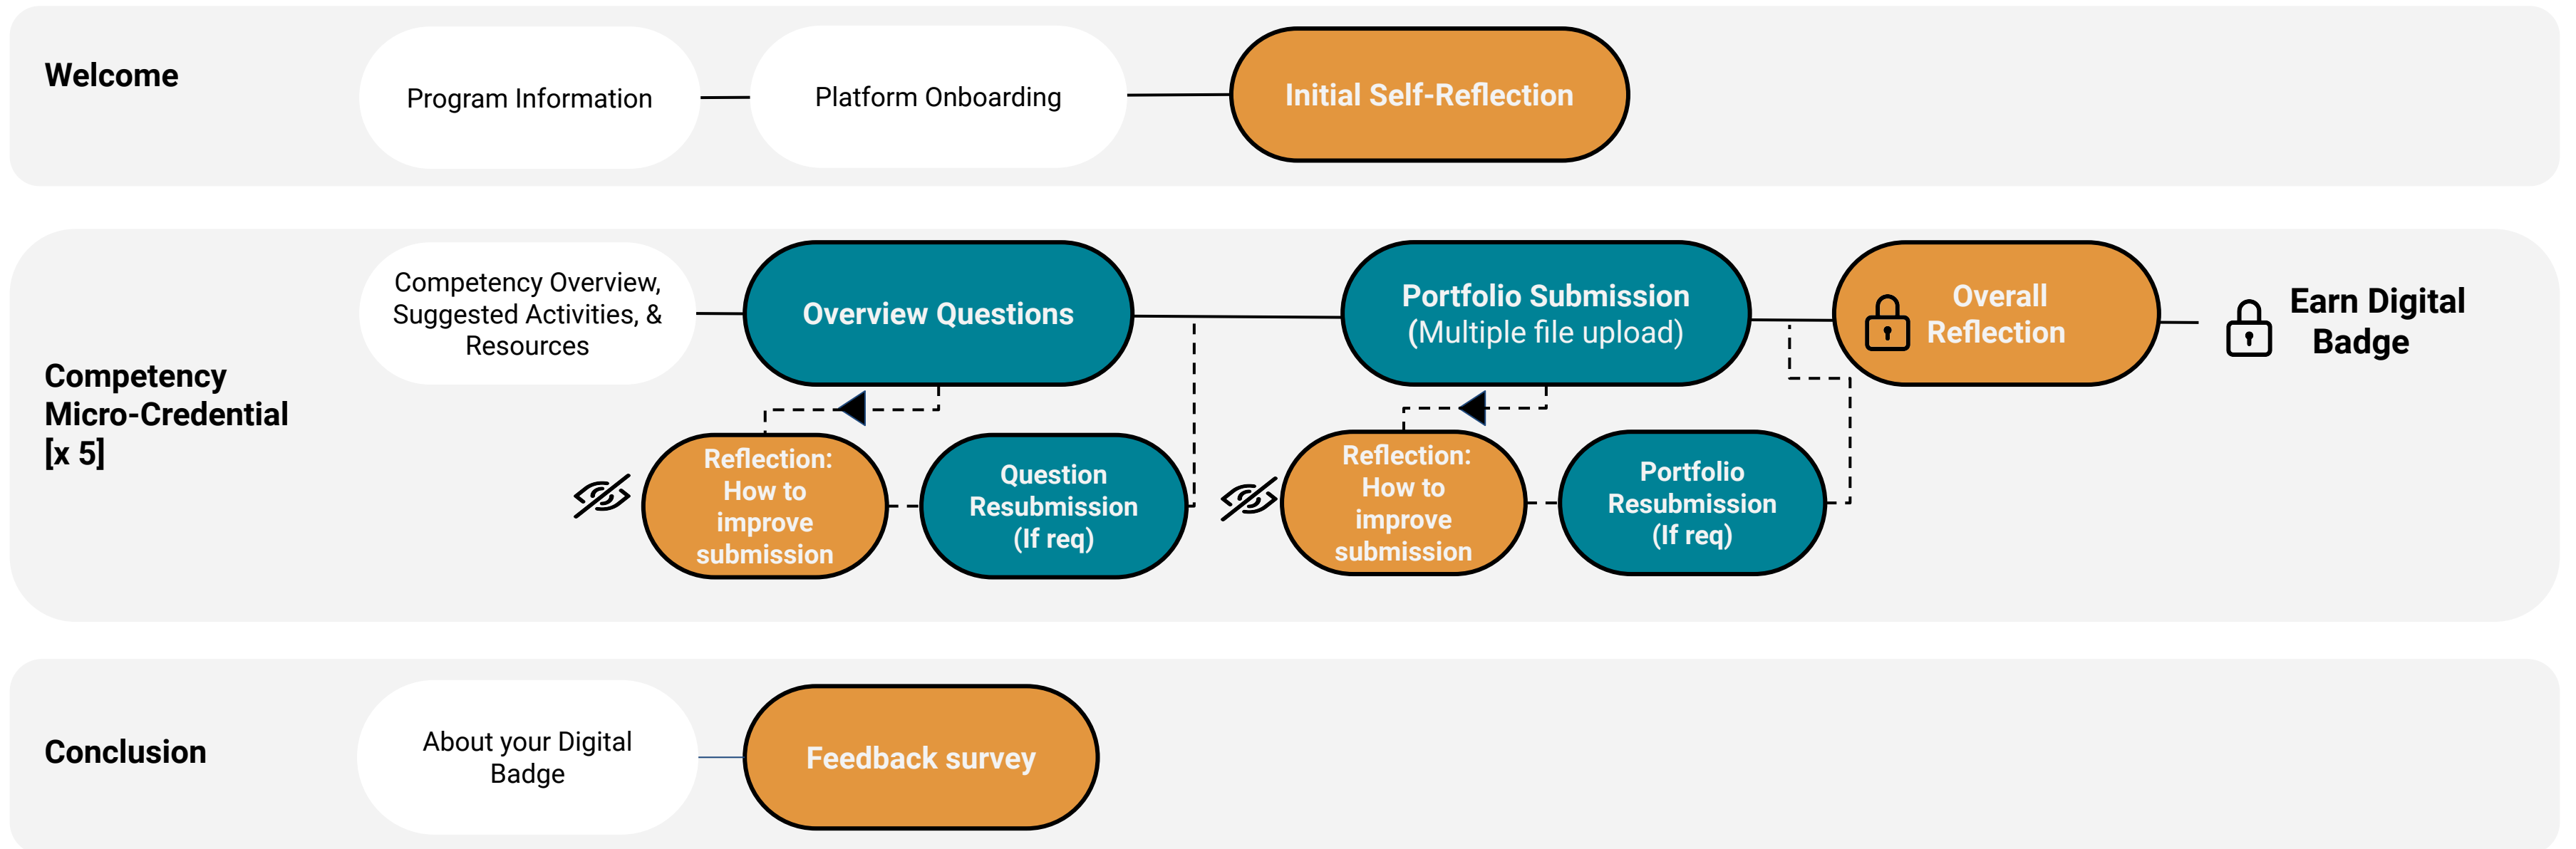 Welcome
Program Information
Platform Onboarding
Initial Self-Reflection
Competency
Micro-Credential
[x 5]
Competency Overview,
Suggested Activities, &
Resources
Overview Questions
Portfolio Submission
(Multiple file upload)
Overall
Reflection
Earn Digital
Badge
Reflection:
How to
improve
submission
Question
Resubmission
(If req)
Reflection:
How to
improve
submission
Portfolio
Resubmission
(If req)
Conclusion
About your Digital
Badge
Feedback survey